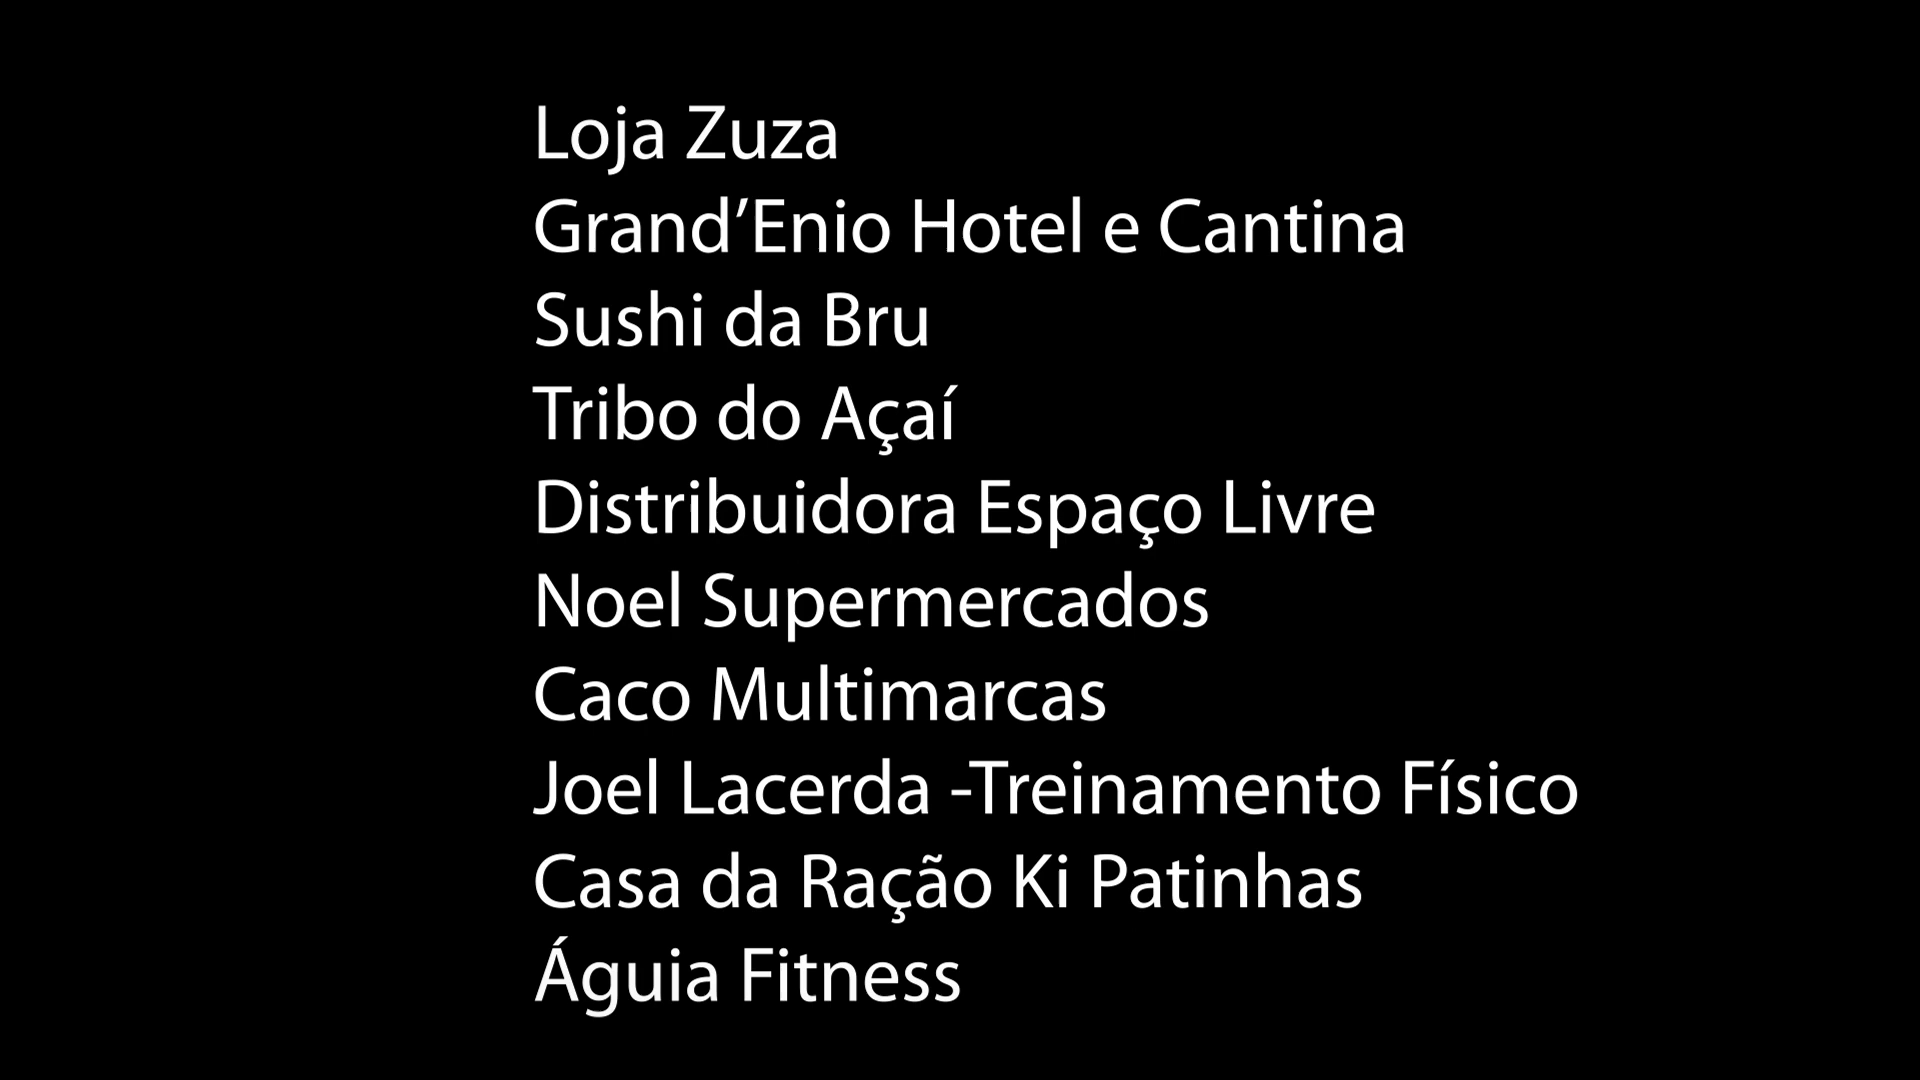 Loja Zuza
Grand’Enio Hotel e Cantina
Sushi da Bru
Tribo do Açaí
Distribuidora Espaço Livre
Noel Supermercados
Caco Multimarcas
Joel Lacerda -Treinamento Físico
Casa da Ração Ki Patinhas
Águia Fitness